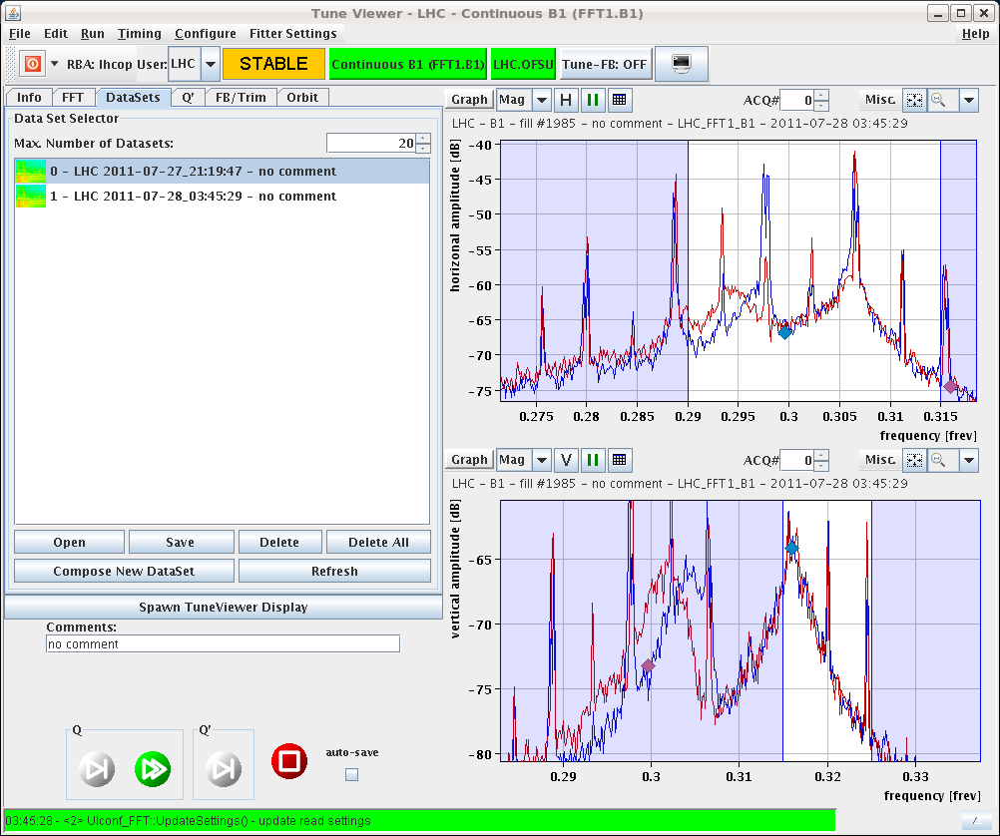 Tune Viewer - LHC - Continuous B1 (FFT1.B1)
File Edit Run Timing Configure Fitter Settings Help
RBA: lhcop User: LHC STABLE Continuous B1 (FFT1.B1) LHC.OFSU Tune-FB: OFF
Info FFT DataSets Q' FB/Trim Orbit
Data Set Selector
Max. Number of Datasets: 20
0 - LHC 2011-07-27_21:19:47 - no comment
1 - LHC 2011-07-28_03:45:29 - no comment
Open Save Delete Delete All
Compose New DataSet Refresh
Spawn TuneViewer Display
Comments:
no comment
Q Q' auto-save
Graph Mag H ACQ# 0 Misc.
LHC - B1 - fill #1985 - no comment - LHC_FFT1_B1 - 2011-07-28 03:45:29
horizonal amplitude [dB]
-40
-45
-50
-55
-60
-65
-70
-75
0.275 0.28 0.285 0.29 0.295 0.3 0.305 0.31 0.315
frequency [frev]
Graph Mag V ACQ# 0 Misc.
LHC - B1 - fill #1985 - no comment - LHC_FFT1_B1 - 2011-07-28 03:45:29
vertical amplitude [dB]
-65
-70
-75
-80
0.29 0.3 0.31 0.32 0.33
frequency [frev]
03:45:28 - <2> UIconf_FFT::UpdateSettings() - update read settings